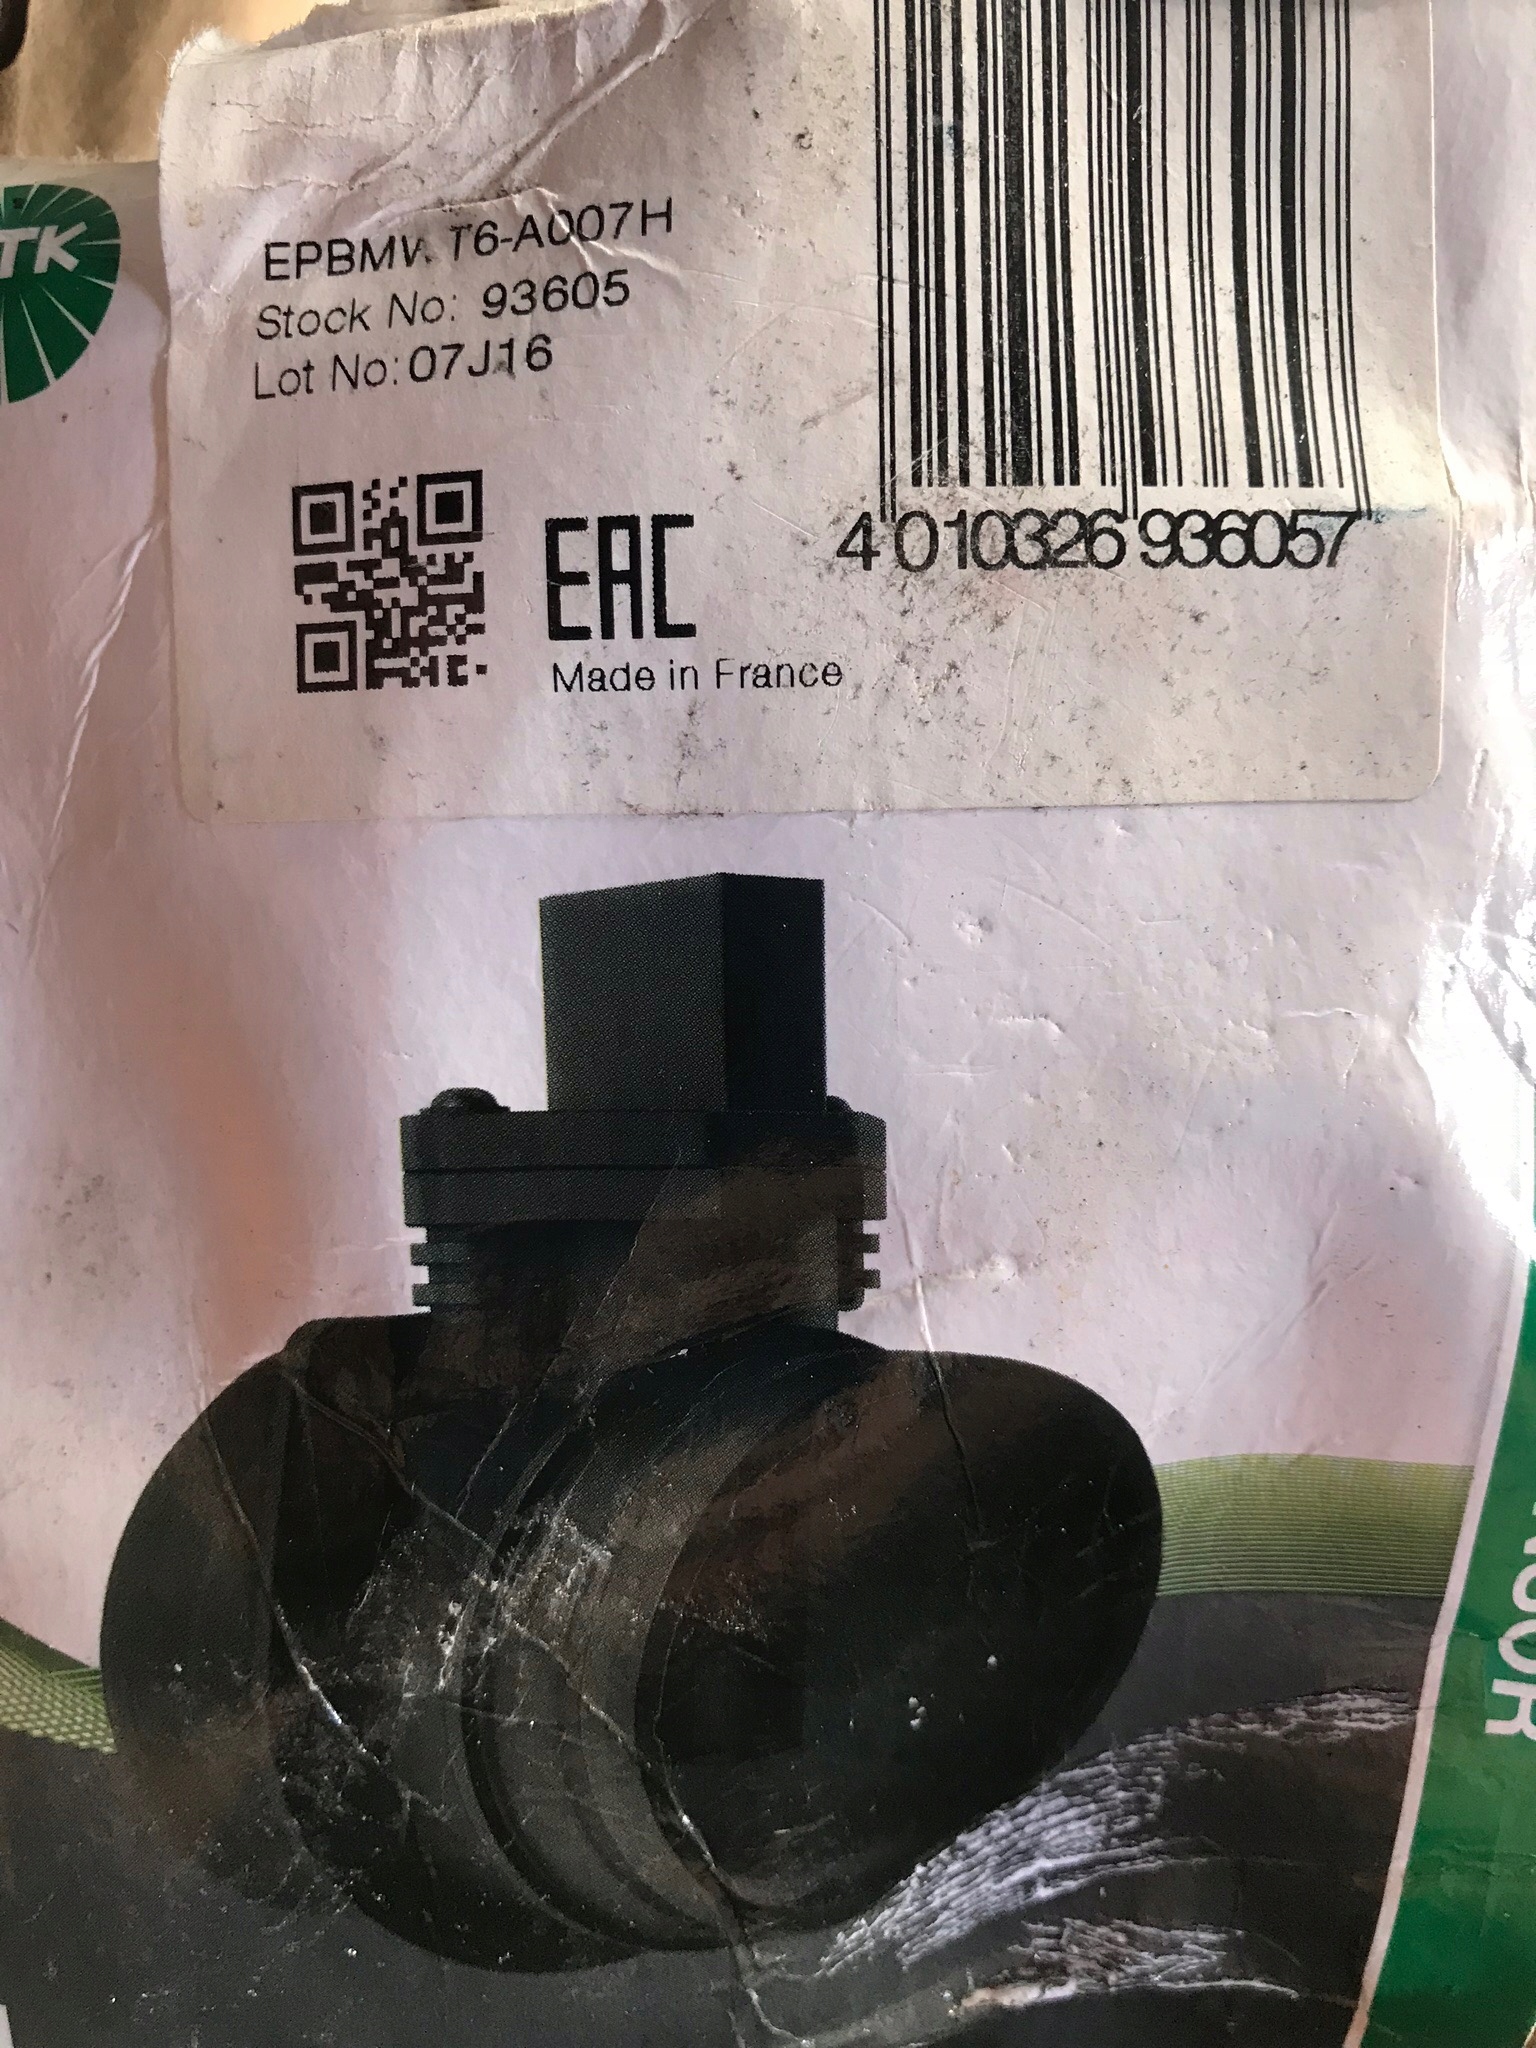 TK
EPBMW T6-A007H
Stock No: 93605
Lot No: 07J16
EAC
Made in France
4 010326 936057